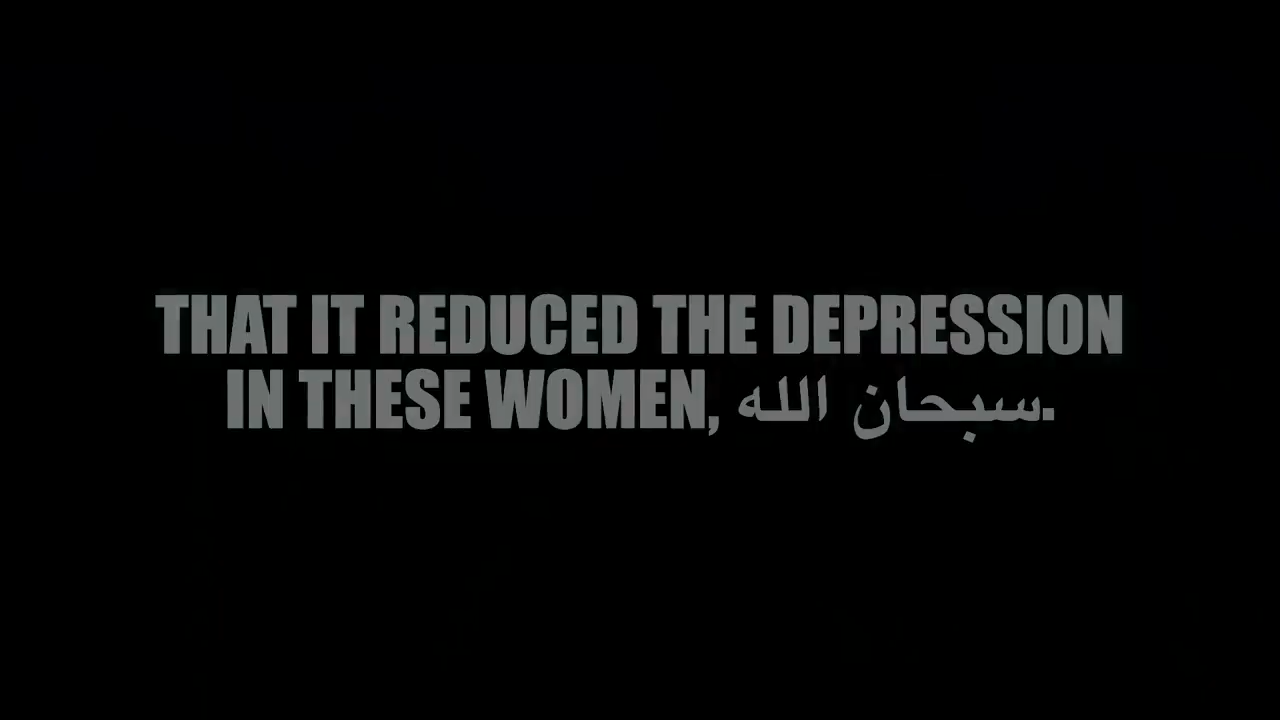 THAT IT REDUCED THE DEPRESSION
IN THESE WOMEN, سبحان الله.